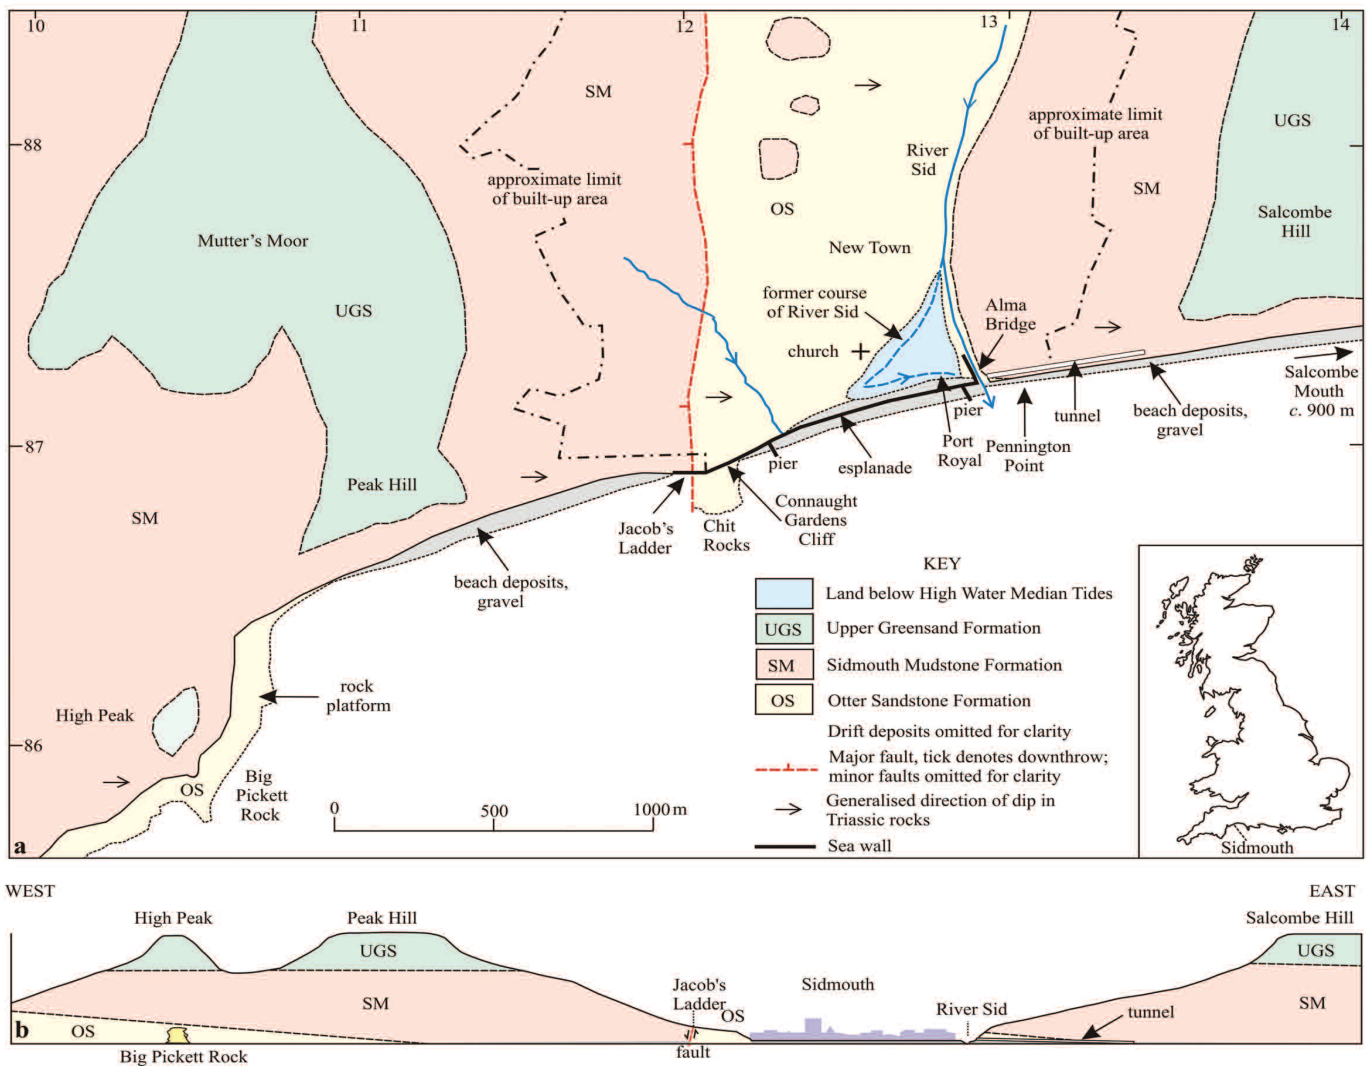 10
11
12
13
14
88
87
86
SM
approximate limit
of built-up area
Mutter's Moor
UGS
Peak Hill
SM
High Peak
OS
Big
Pickett
Rock
rock
platform
beach deposits,
gravel
Jacob's
Ladder
Chit
Rocks
Connaught
Gardens
Cliff
pier
esplanade
OS
New Town
River
Sid
former course
of River Sid
church
Alma
Bridge
pier
Port
Royal
Pennington
Point
tunnel
beach deposits,
gravel
approximate limit
of built-up area
SM
UGS
Salcombe
Hill
Salcombe
Mouth
c. 900 m
KEY
Land below High Water Median Tides
UGS Upper Greensand Formation
SM Sidmouth Mudstone Formation
OS Otter Sandstone Formation
Drift deposits omitted for clarity
Major fault, tick denotes downthrow;
minor faults omitted for clarity
Generalised direction of dip in
Triassic rocks
Sea wall
0 500 1000 m
Sidmouth
a
WEST
EAST
High Peak
Peak Hill
Salcombe Hill
UGS
UGS
SM
Jacob's
Ladder
OS
Sidmouth
River Sid
SM
tunnel
b
OS
Big Pickett Rock
fault